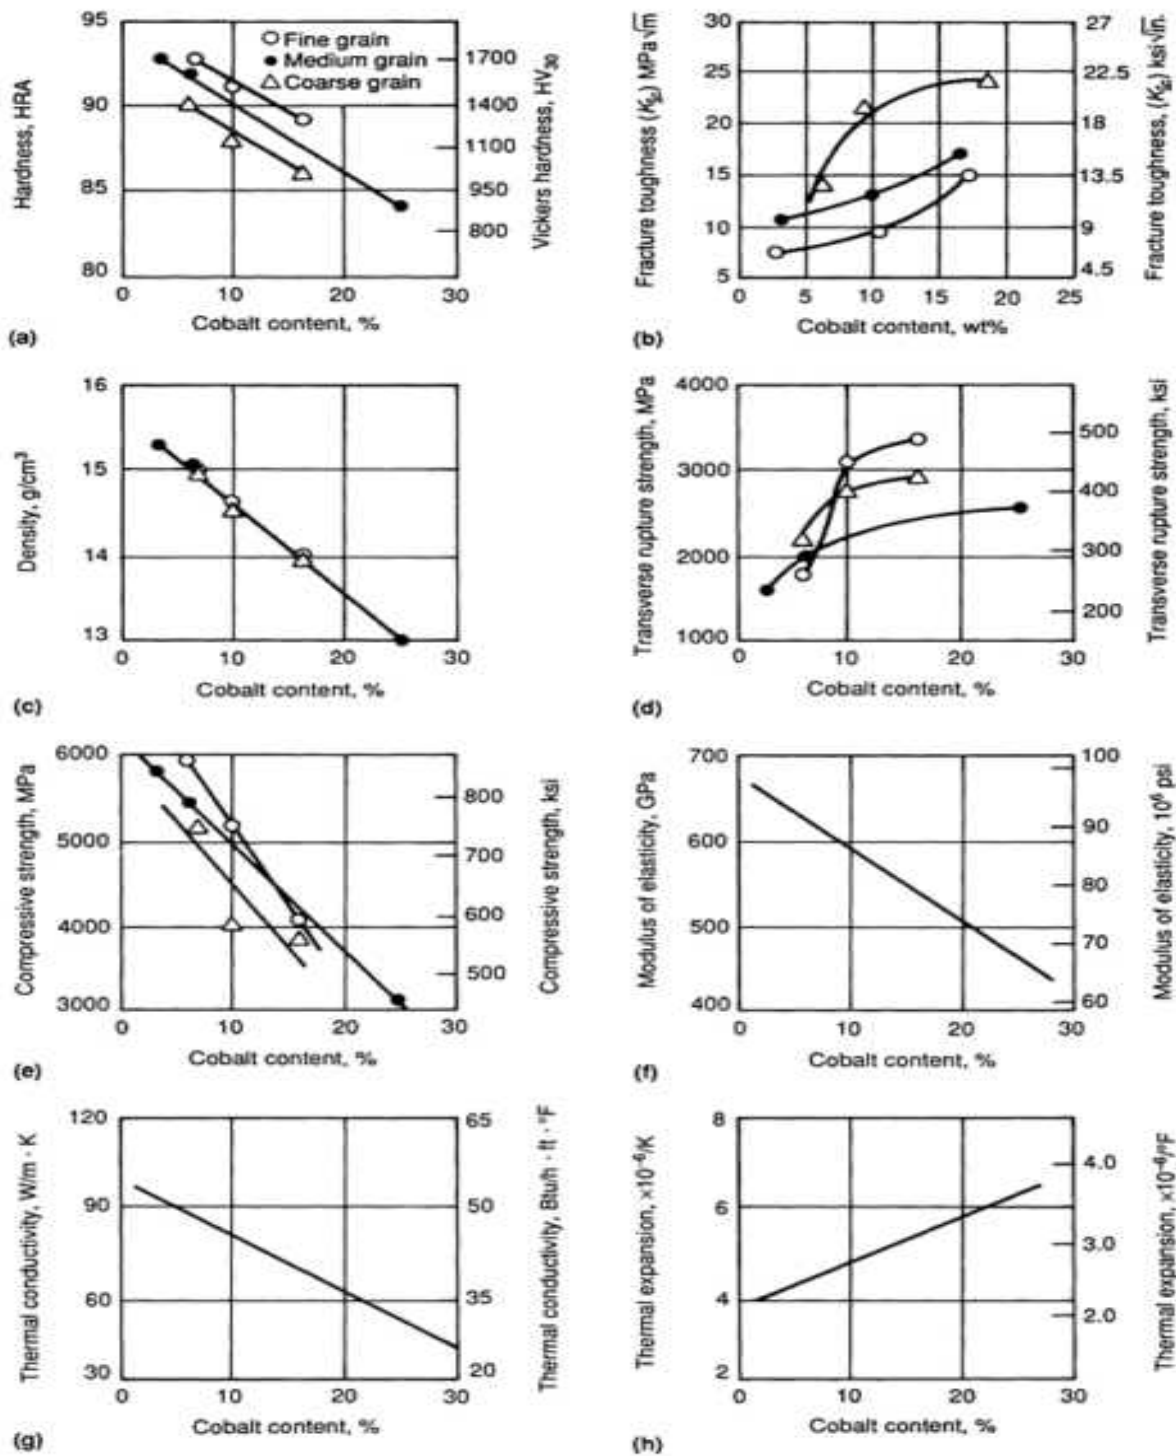 Hardness, HRA
95
90
85
80
○ Fine grain
● Medium grain
△ Coarse grain
1700
1400
1100
950
800
Vickers hardness, HV30
0 10 20 30
Cobalt content, %
(a)
Fracture toughness (KIc) MPa√m
30
25
20
15
10
5
27
22.5
18
13.5
9
4.5
Fracture toughness, (KIc) ksi√in.
0 5 10 15 20 25
Cobalt content, wt%
(b)
Density, g/cm³
16
15
14
13
0 10 20 30
Cobalt content, %
(c)
Transverse rupture strength, MPa
4000
3000
2000
1000
500
400
300
200
Transverse rupture strength, ksi
0 10 20 30
Cobalt content, %
(d)
Compressive strength, MPa
6000
5000
4000
3000
800
700
600
500
Compressive strength, ksi
0 10 20 30
Cobalt content, %
(e)
Modulus of elasticity, GPa
700
600
500
400
100
90
80
70
60
Modulus of elasticity, 10⁶ psi
0 10 20 30
Cobalt content, %
(f)
Thermal conductivity, W/m · K
120
90
60
30
65
50
35
20
Thermal conductivity, Btu/h · ft · °F
0 10 20 30
Cobalt content, %
(g)
Thermal expansion, ×10⁻⁶/K
8
6
4
2
4.0
3.0
2.0
Thermal expansion, ×10⁻⁶/°F
0 10 20 30
Cobalt content, %
(h)